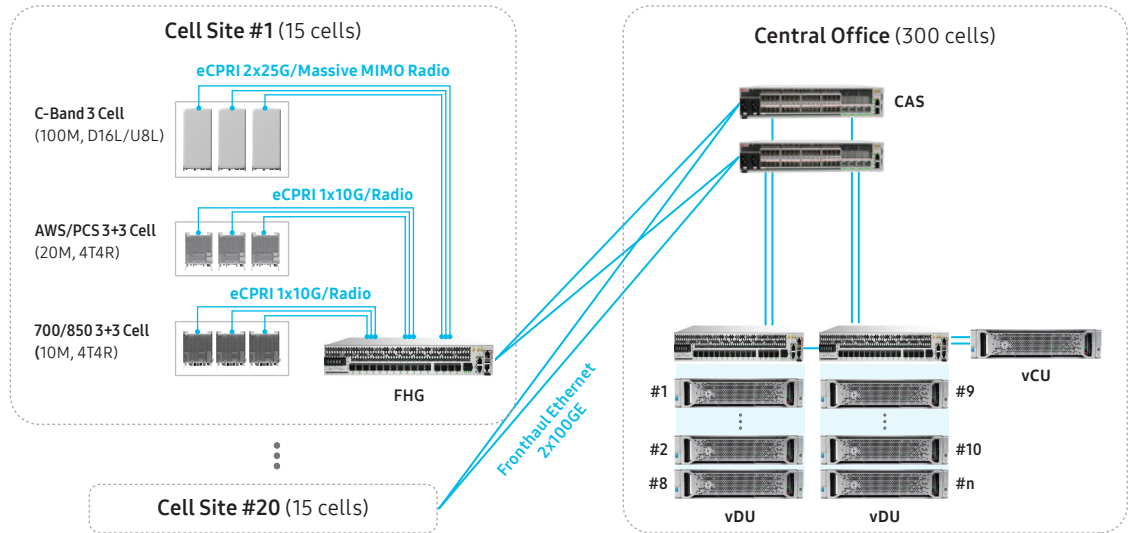 Cell Site #1 (15 cells)
eCPRI 2x25G/Massive MIMO Radio
C-Band 3 Cell
(100M, D16L/U8L)
eCPRI 1x10G/Radio
AWS/PCS 3+3 Cell
(20M, 4T4R)
eCPRI 1x10G/Radio
700/850 3+3 Cell
(10M, 4T4R)
FHG
Cell Site #20 (15 cells)
Fronthaul Ethernet
2x100GE
Central Office (300 cells)
CAS
vCU
#1
#2
#8
vDU
#9
#10
#n
vDU